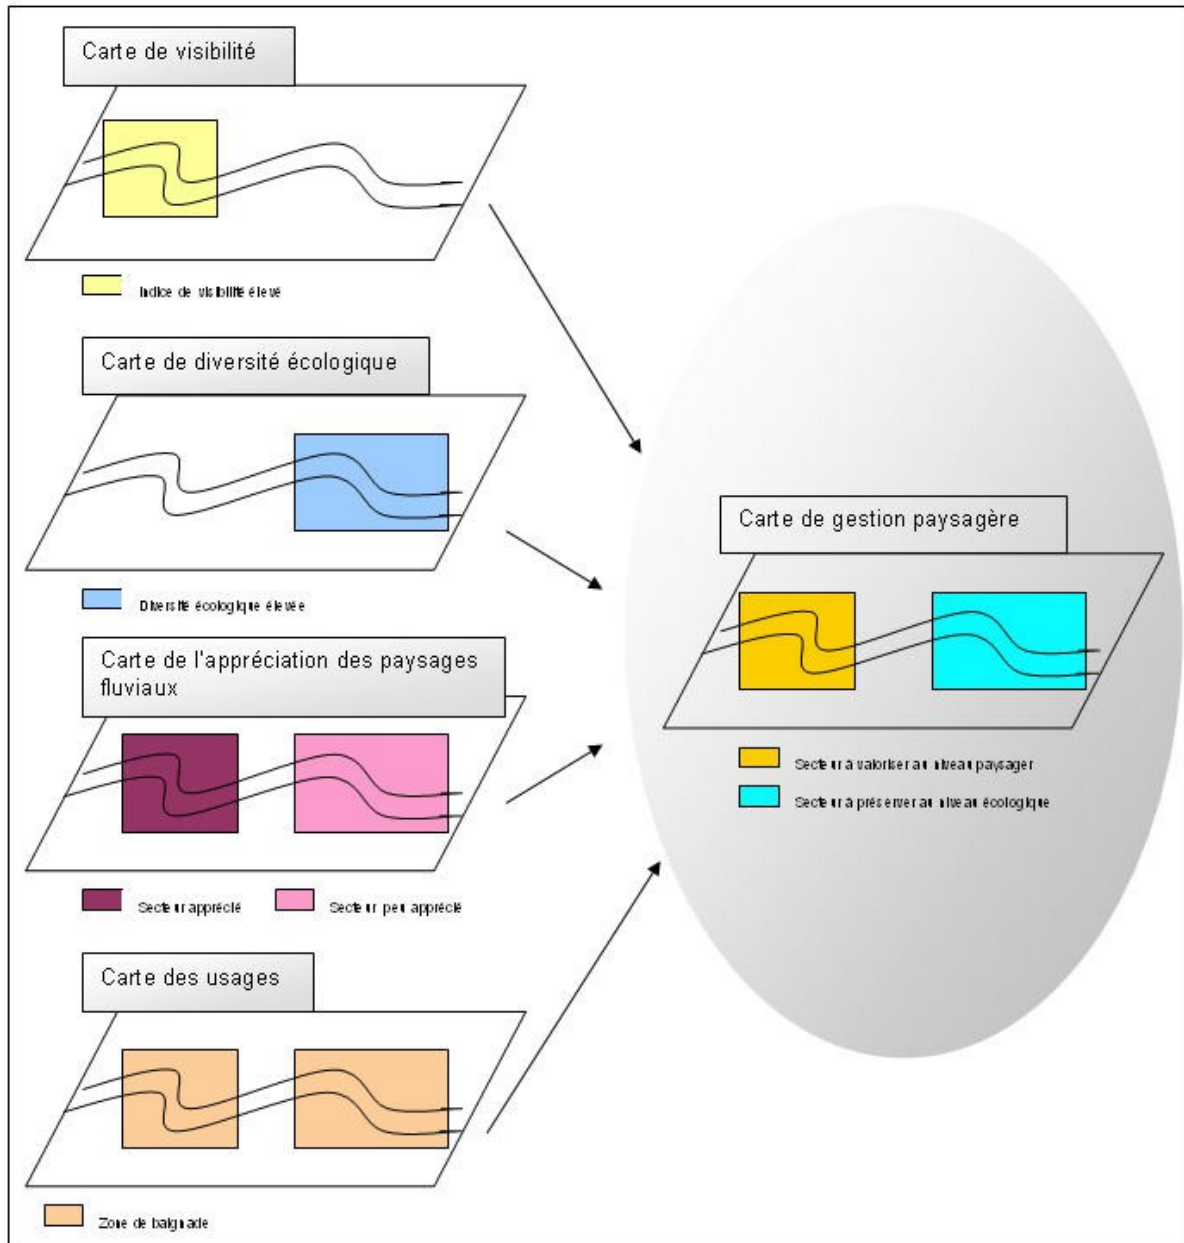 Carte de visibilité
Indice de visibilité élevé
Carte de diversité écologique
Diversité écologique élevée
Carte de l'appréciation des paysages
fluviaux
Secteur apprécié
Secteur peu apprécié
Carte des usages
Zone de baignade
Carte de gestion paysagère
Secteur à valoriser au niveau paysager
Secteur à préserver au niveau écologique